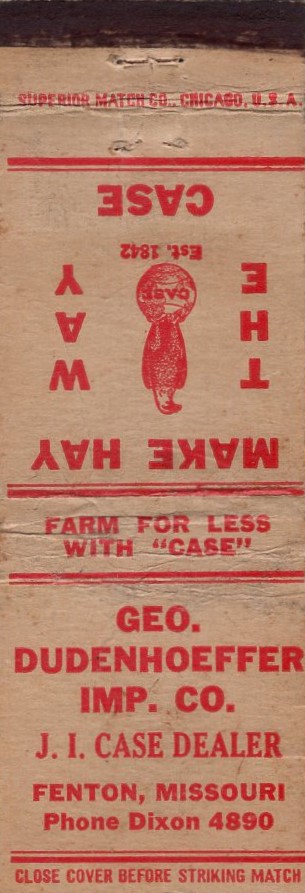 SUPERIOR MATCH CO., CHICAGO, U.S.A.
MAKE HAY
THE
WAY
CASE
Est. 1842
CASE
FARM FOR LESS
WITH "CASE"
GEO.
DUDENHOEFFER
IMP. CO.
J. I. CASE DEALER
FENTON, MISSOURI
Phone Dixon 4890
CLOSE COVER BEFORE STRIKING MATCH